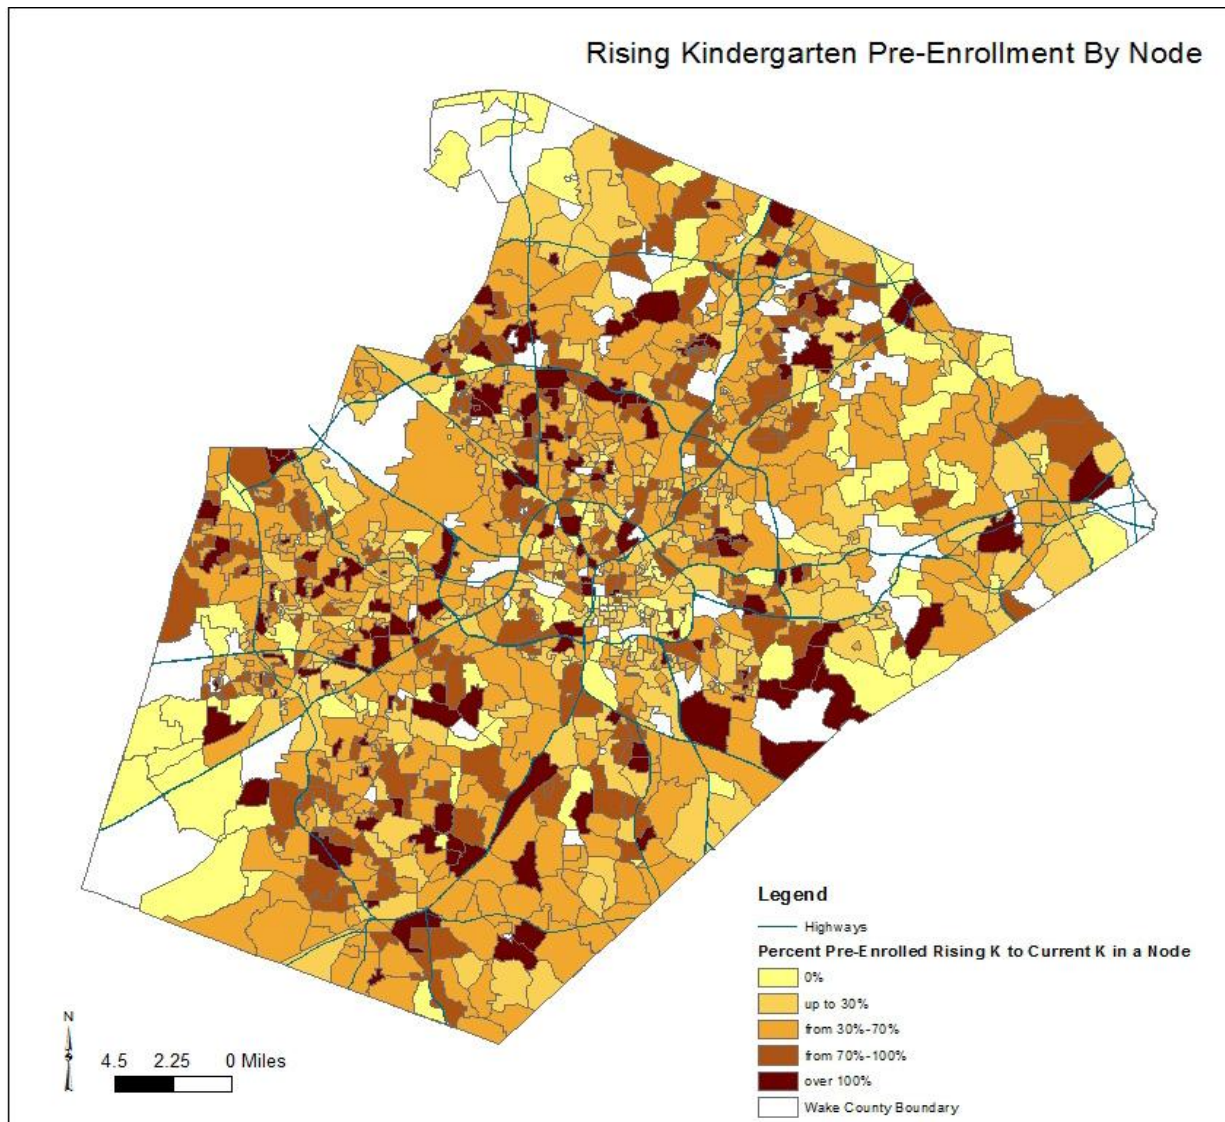 Rising Kindergarten Pre-Enrollment By Node
Legend
Highways
Percent Pre-Enrolled Rising K to Current K in a Node
0%
up to 30%
from 30%-70%
from 70%-100%
over 100%
Wake County Boundary
N
4.5 2.25 0 Miles